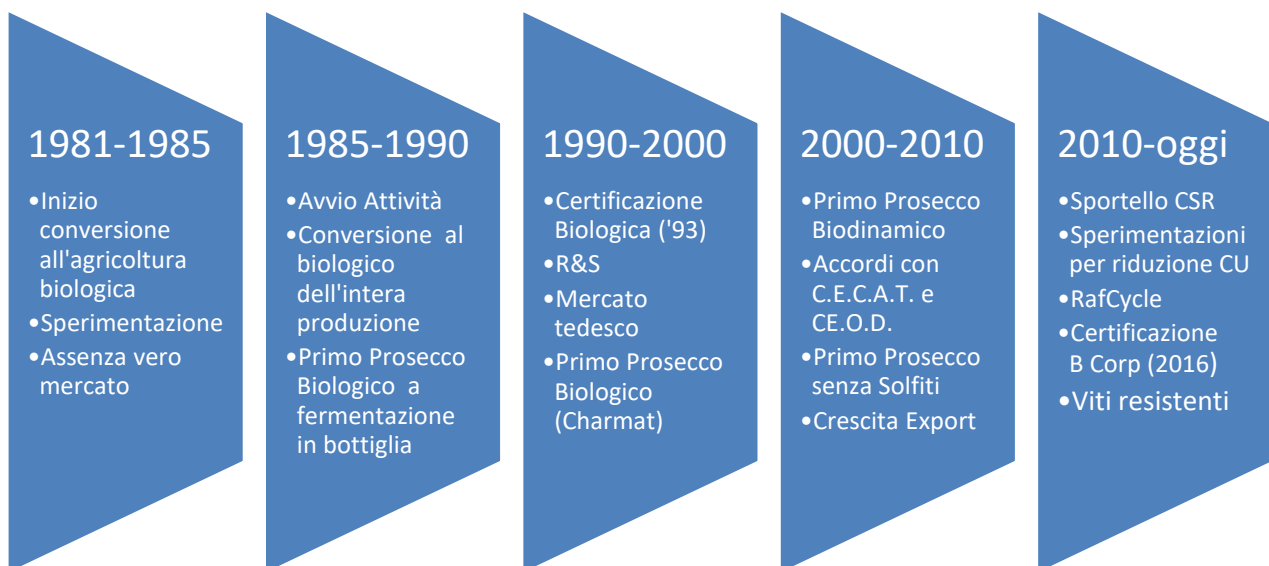 1981-1985
•Inizio
conversione
all'agricoltura
biologica
•Sperimentazione
•Assenza vero
mercato
1985-1990
•Avvio Attività
•Conversione al
biologico
dell'intera
produzione
•Primo Prosecco
Biologico a
fermentazione
in bottiglia
1990-2000
•Certificazione
Biologica ('93)
•R&S
•Mercato
tedesco
•Primo Prosecco
Biologico
(Charmat)
2000-2010
•Primo Prosecco
Biodinamico
•Accordi con
C.E.C.A.T. e
CE.O.D.
•Primo Prosecco
senza Solfiti
•Crescita Export
2010-oggi
•Sportello CSR
•Sperimentazioni
per riduzione CU
•RafCycle
•Certificazione
B Corp (2016)
•Viti resistenti